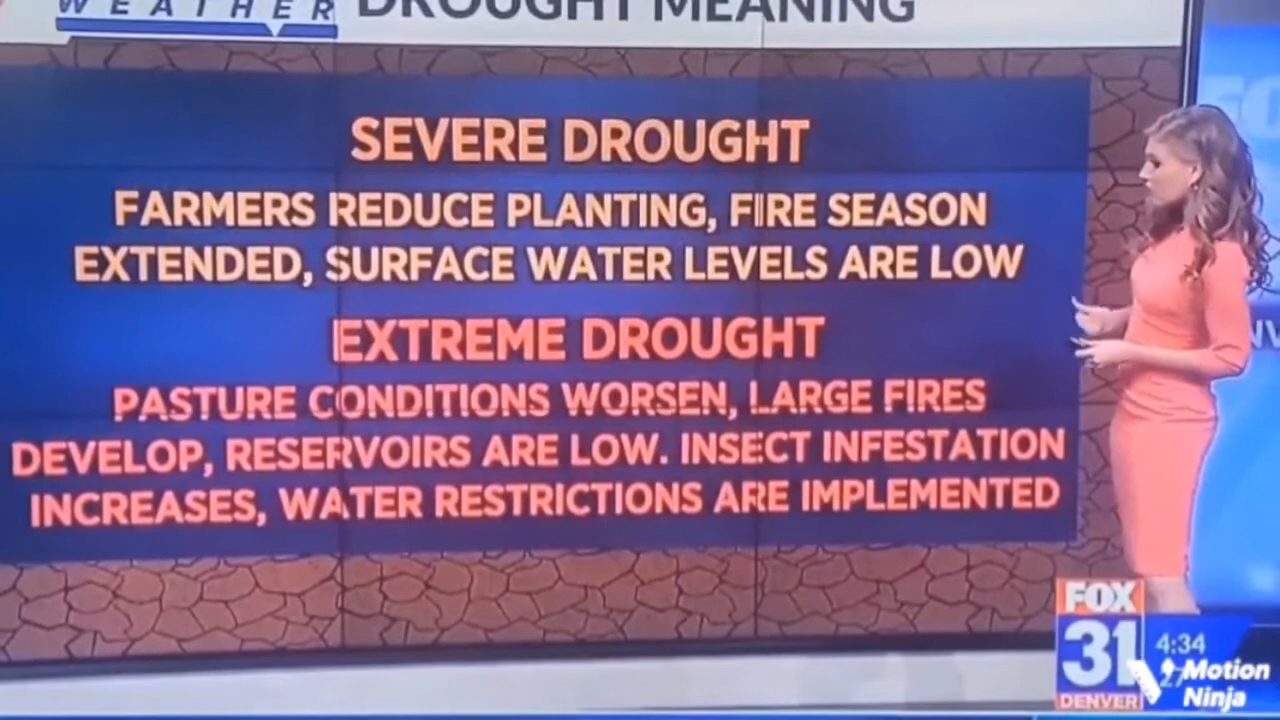 WEATHER DROUGHT MEANING
SEVERE DROUGHT
FARMERS REDUCE PLANTING, FIRE SEASON
EXTENDED, SURFACE WATER LEVELS ARE LOW
EXTREME DROUGHT
PASTURE CONDITIONS WORSEN, LARGE FIRES
DEVELOP, RESERVOIRS ARE LOW. INSECT INFESTATION
INCREASES, WATER RESTRICTIONS ARE IMPLEMENTED
FOX
31
DENVER
4:34
Motion
Ninja